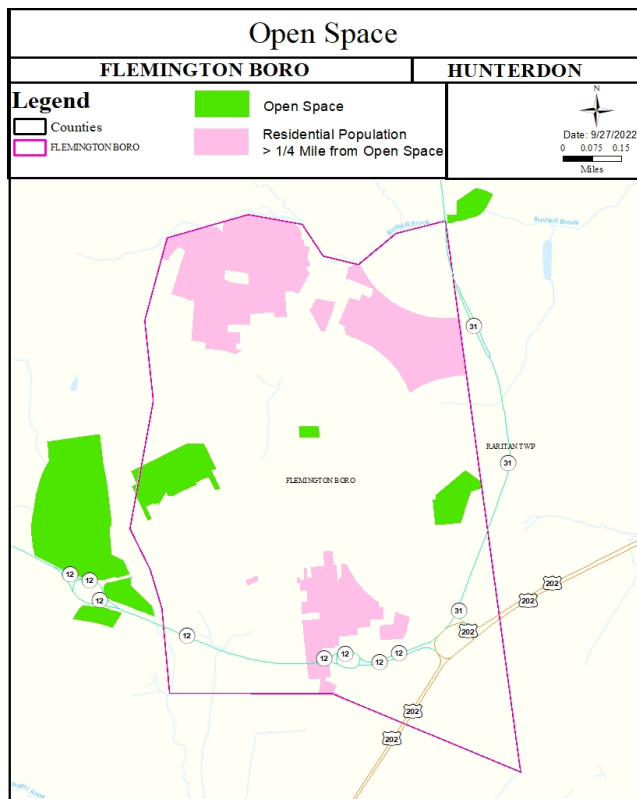 Open Space
FLEMINGTON BORO
HUNTERDON
Legend
Counties
FLEMINGTON BORO
Open Space
Residential Population
> 1/4 Mile from Open Space
N
Date: 9/27/2022
0 0.075 0.15
Miles
Bushkill Brook
Bushkill Brook
31
RARITAN TWP
31
FLEMINGTON BORO
12
12
12
31
202
202
202
12
12
12
12
12
202
202
River